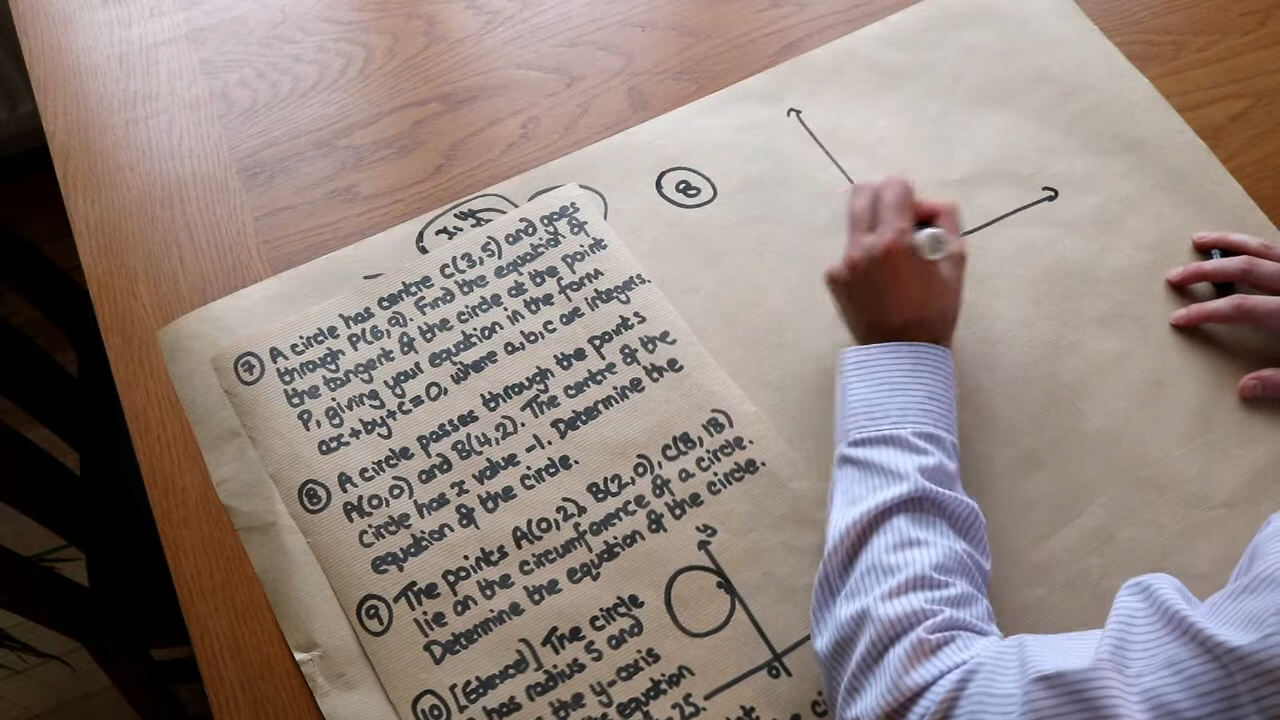 x, y
8
7 A circle has centre C(3,5) and goes
through P(6,9). Find the equation of
the tangent of the circle at the point
P, giving your equation in the form
ax+by+c=0, where a,b,c are integers.
8 A circle passes through the points
A(0,0) and B(4,2). The centre of the
circle has x value -1. Determine the
equation of the circle.
9 The points A(0,2), B(2,0), C(8,18)
lie on the circumference of a circle.
Determine the equation of the circle.
10 [Edexcel] The circle
has radius 5 and
the y-axis
equation
25.
y
0